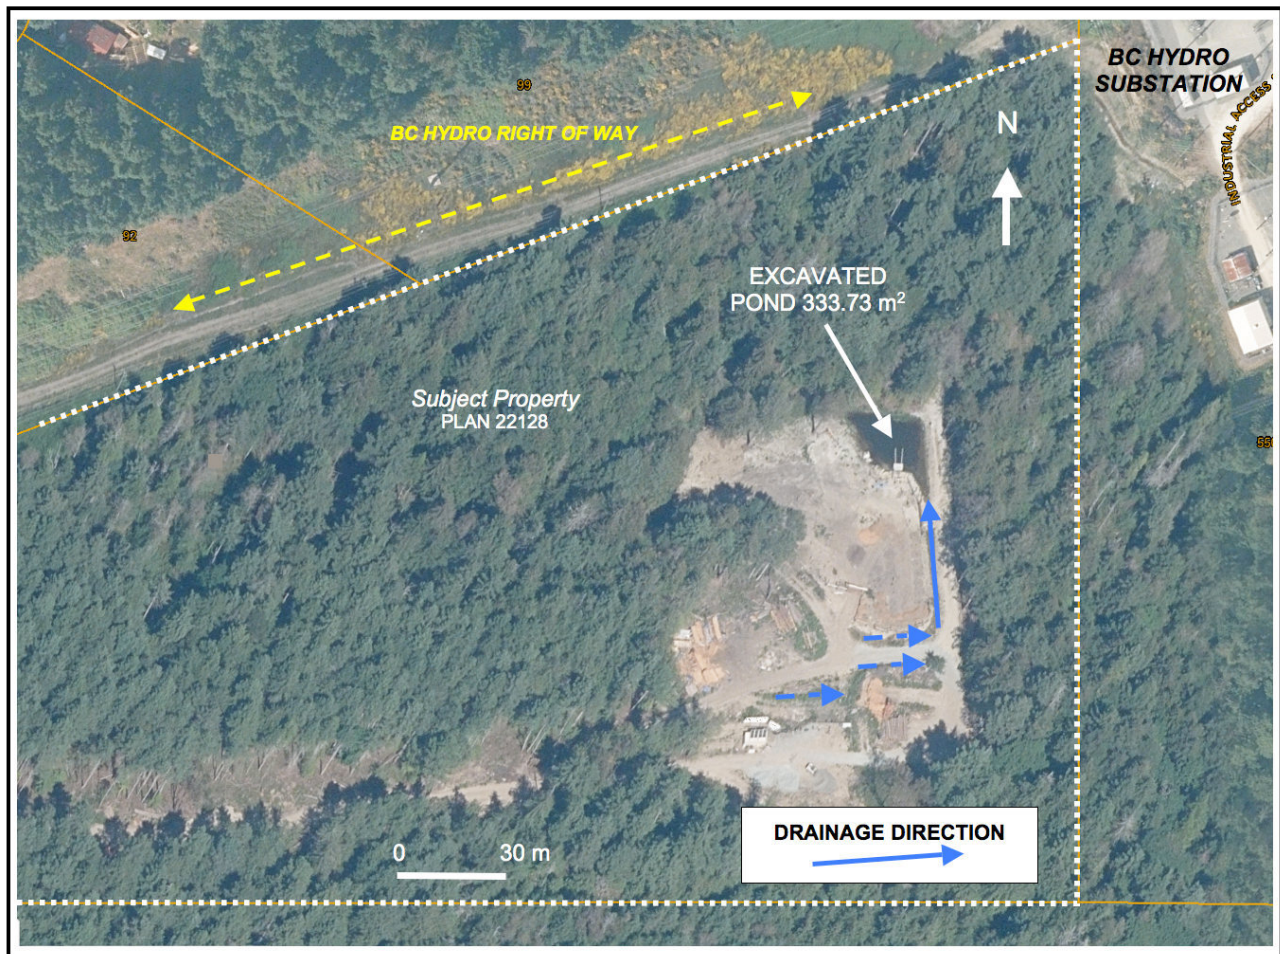 BC HYDRO
SUBSTATION
INDUSTRIAL ACCESS
99
BC HYDRO RIGHT OF WAY
N
92
EXCAVATED
POND 333.73 m²
Subject Property
PLAN 22128
DRAINAGE DIRECTION
0 30 m